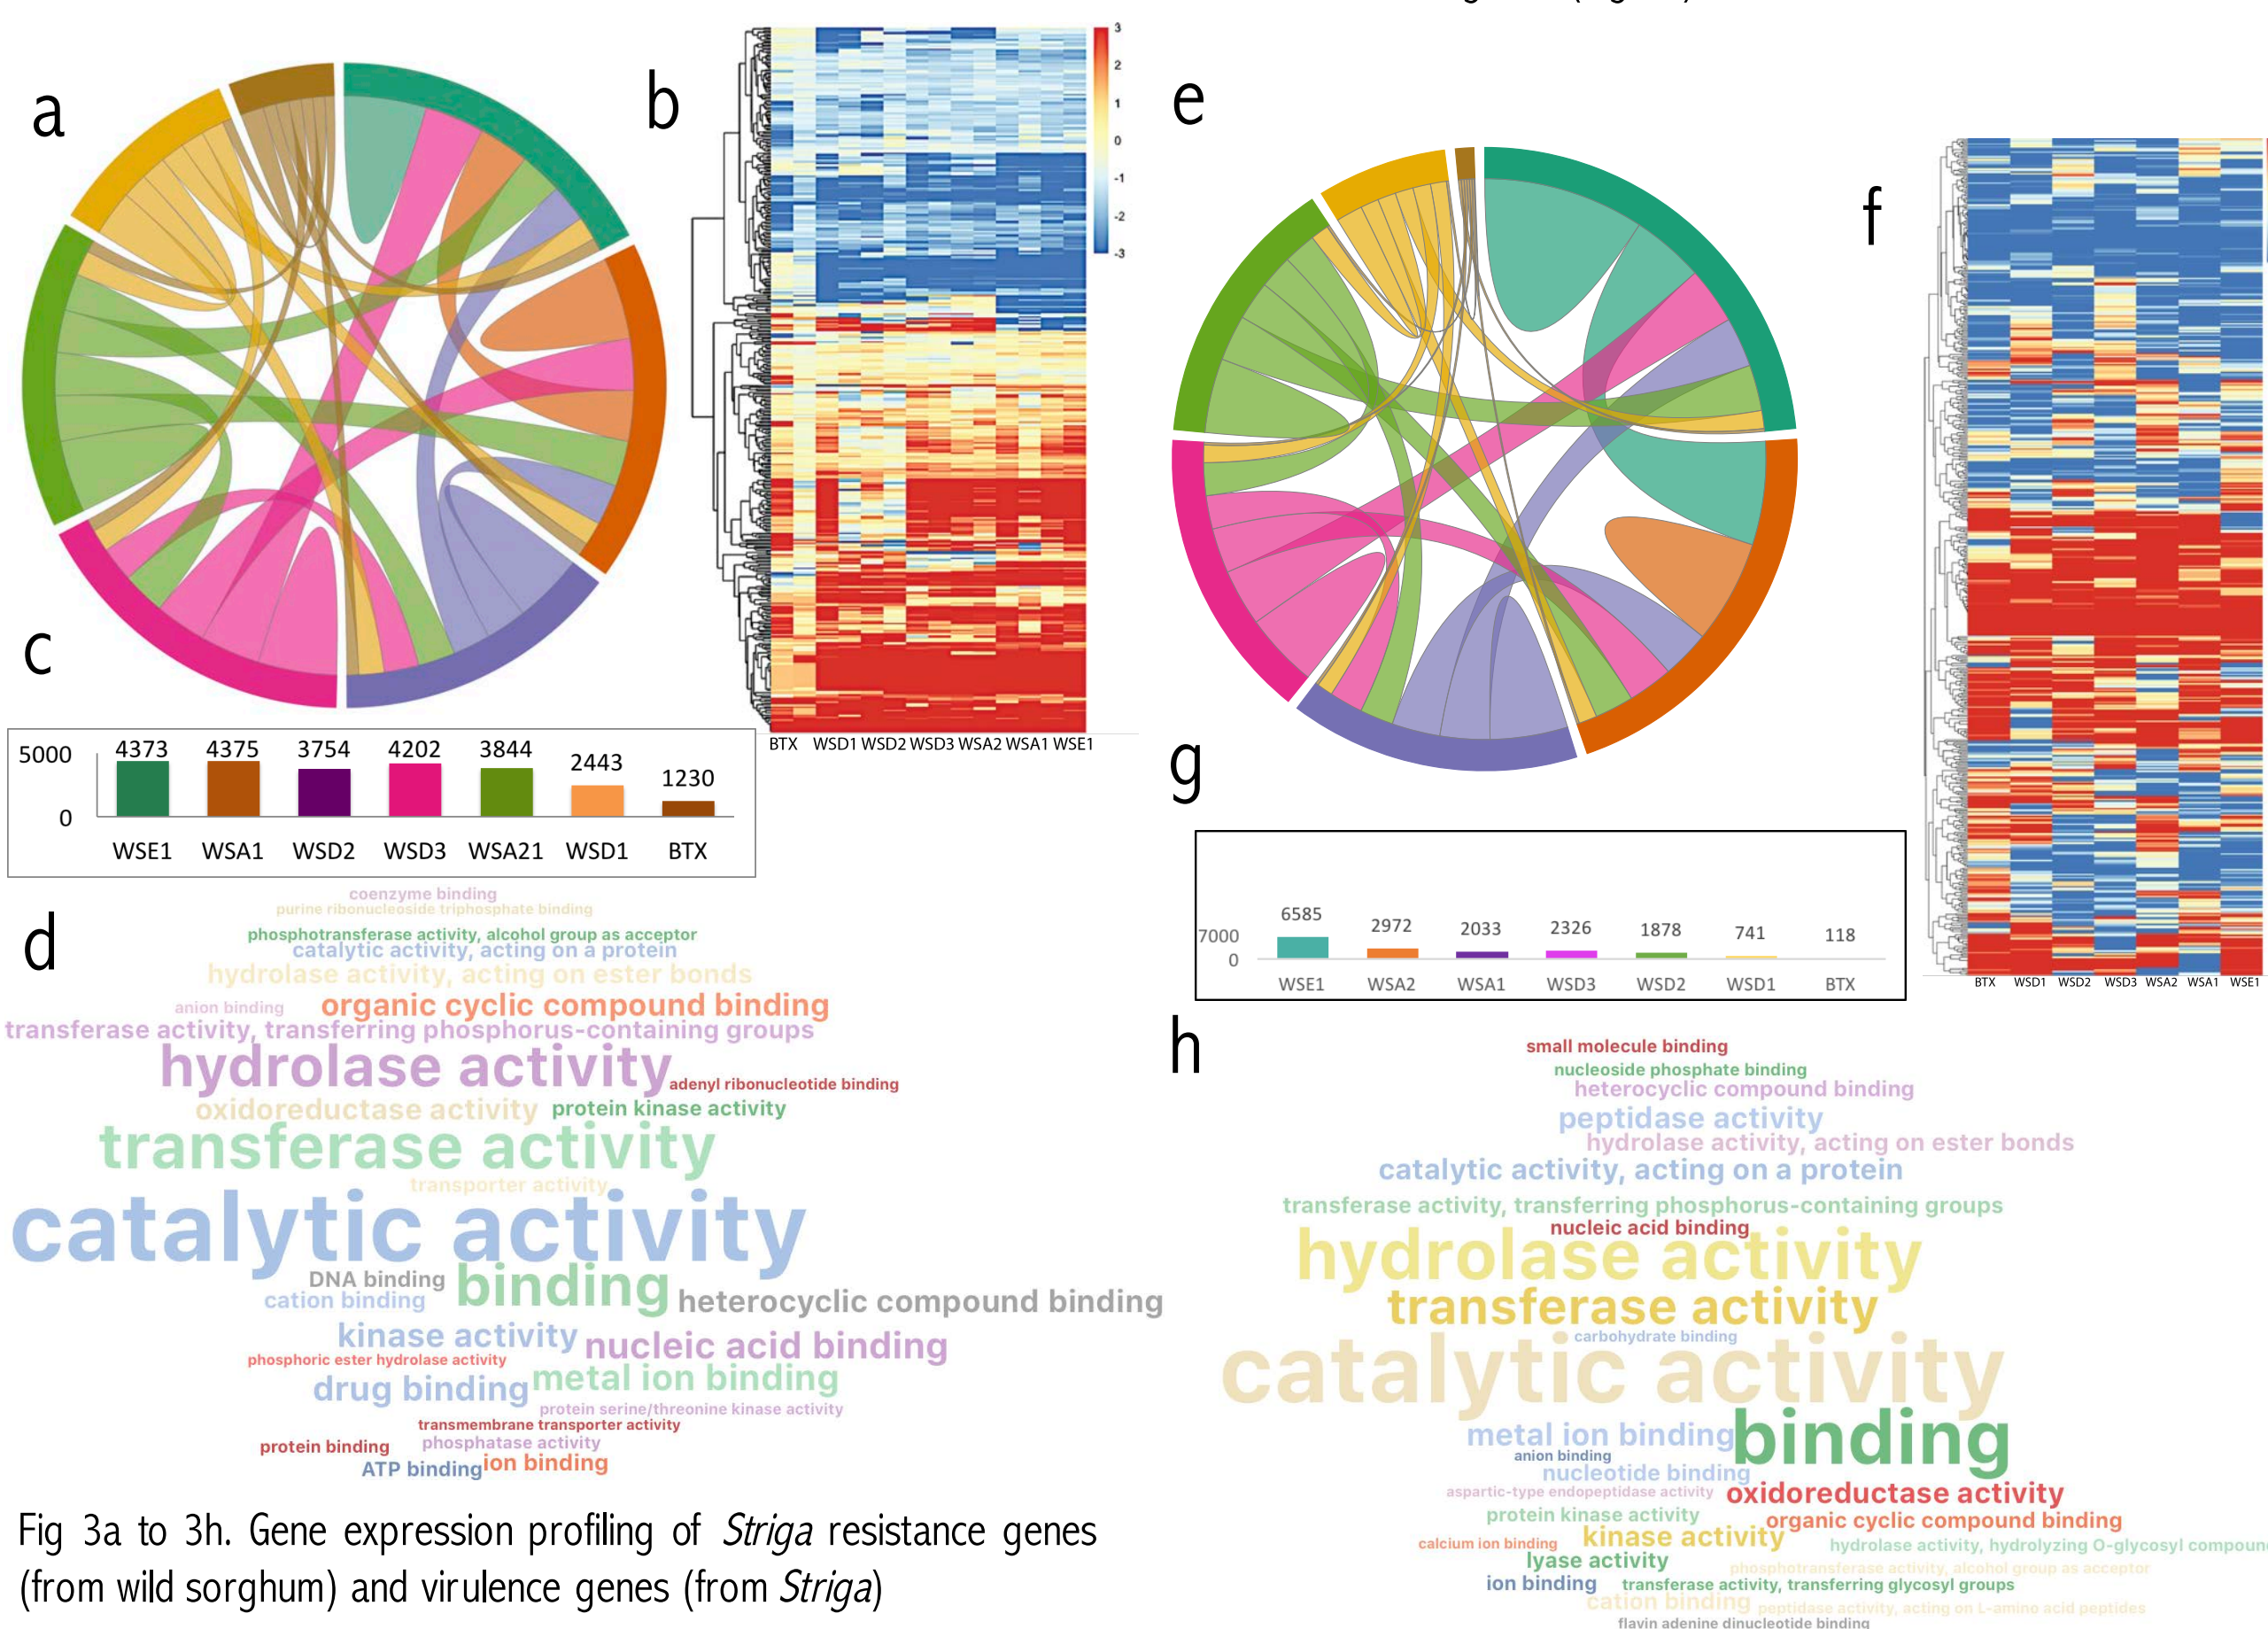 a
b
3
2
1
0
-1
-2
-3
BTX WSD1 WSD2 WSD3 WSA2 WSA1 WSE1
c
5000
0
4373 4375 3754 4202 3844 2443 1230
WSE1 WSA1 WSD2 WSD3 WSA21 WSD1 BTX
d
coenzyme binding
purine ribonucleoside triphosphate binding
phosphotransferase activity, alcohol group as acceptor
catalytic activity, acting on a protein
hydrolase activity, acting on ester bonds
anion binding organic cyclic compound binding
transferase activity, transferring phosphorus-containing groups
hydrolase activity adenyl ribonucleotide binding
oxidoreductase activity protein kinase activity
transferase activity
transporter activity
catalytic activity
DNA binding binding heterocyclic compound binding
cation binding
kinase activity nucleic acid binding
phosphoric ester hydrolase activity
drug binding metal ion binding
protein serine/threonine kinase activity
transmembrane transporter activity
protein binding phosphatase activity
ATP binding ion binding
Fig 3a to 3h. Gene expression profiling of Striga resistance genes
(from wild sorghum) and virulence genes (from Striga)
e
f
BTX WSD1 WSD2 WSD3 WSA2 WSA1 WSE1
g
7000
0
6585 2972 2033 2326 1878 741 118
WSE1 WSA2 WSA1 WSD3 WSD2 WSD1 BTX
h
small molecule binding
nucleoside phosphate binding
heterocyclic compound binding
peptidase activity
hydrolase activity, acting on ester bonds
catalytic activity, acting on a protein
transferase activity, transferring phosphorus-containing groups
nucleic acid binding
hydrolase activity
transferase activity
carbohydrate binding
catalytic activity
metal ion binding binding
anion binding
nucleotide binding
aspartic-type endopeptidase activity oxidoreductase activity
protein kinase activity organic cyclic compound binding
calcium ion binding kinase activity hydrolase activity, hydrolyzing O-glycosyl compoun
lyase activity phosphotransferase activity, alcohol group as acceptor
ion binding transferase activity, transferring glycosyl groups
cation binding peptidase activity, acting on L-amino acid peptides
flavin adenine dinucleotide binding